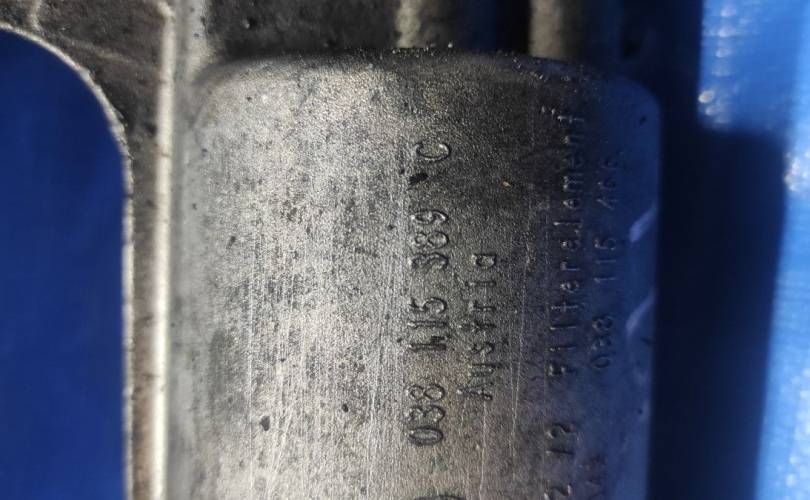 038 115 389 C
Austria
Filterelement
038 115 466